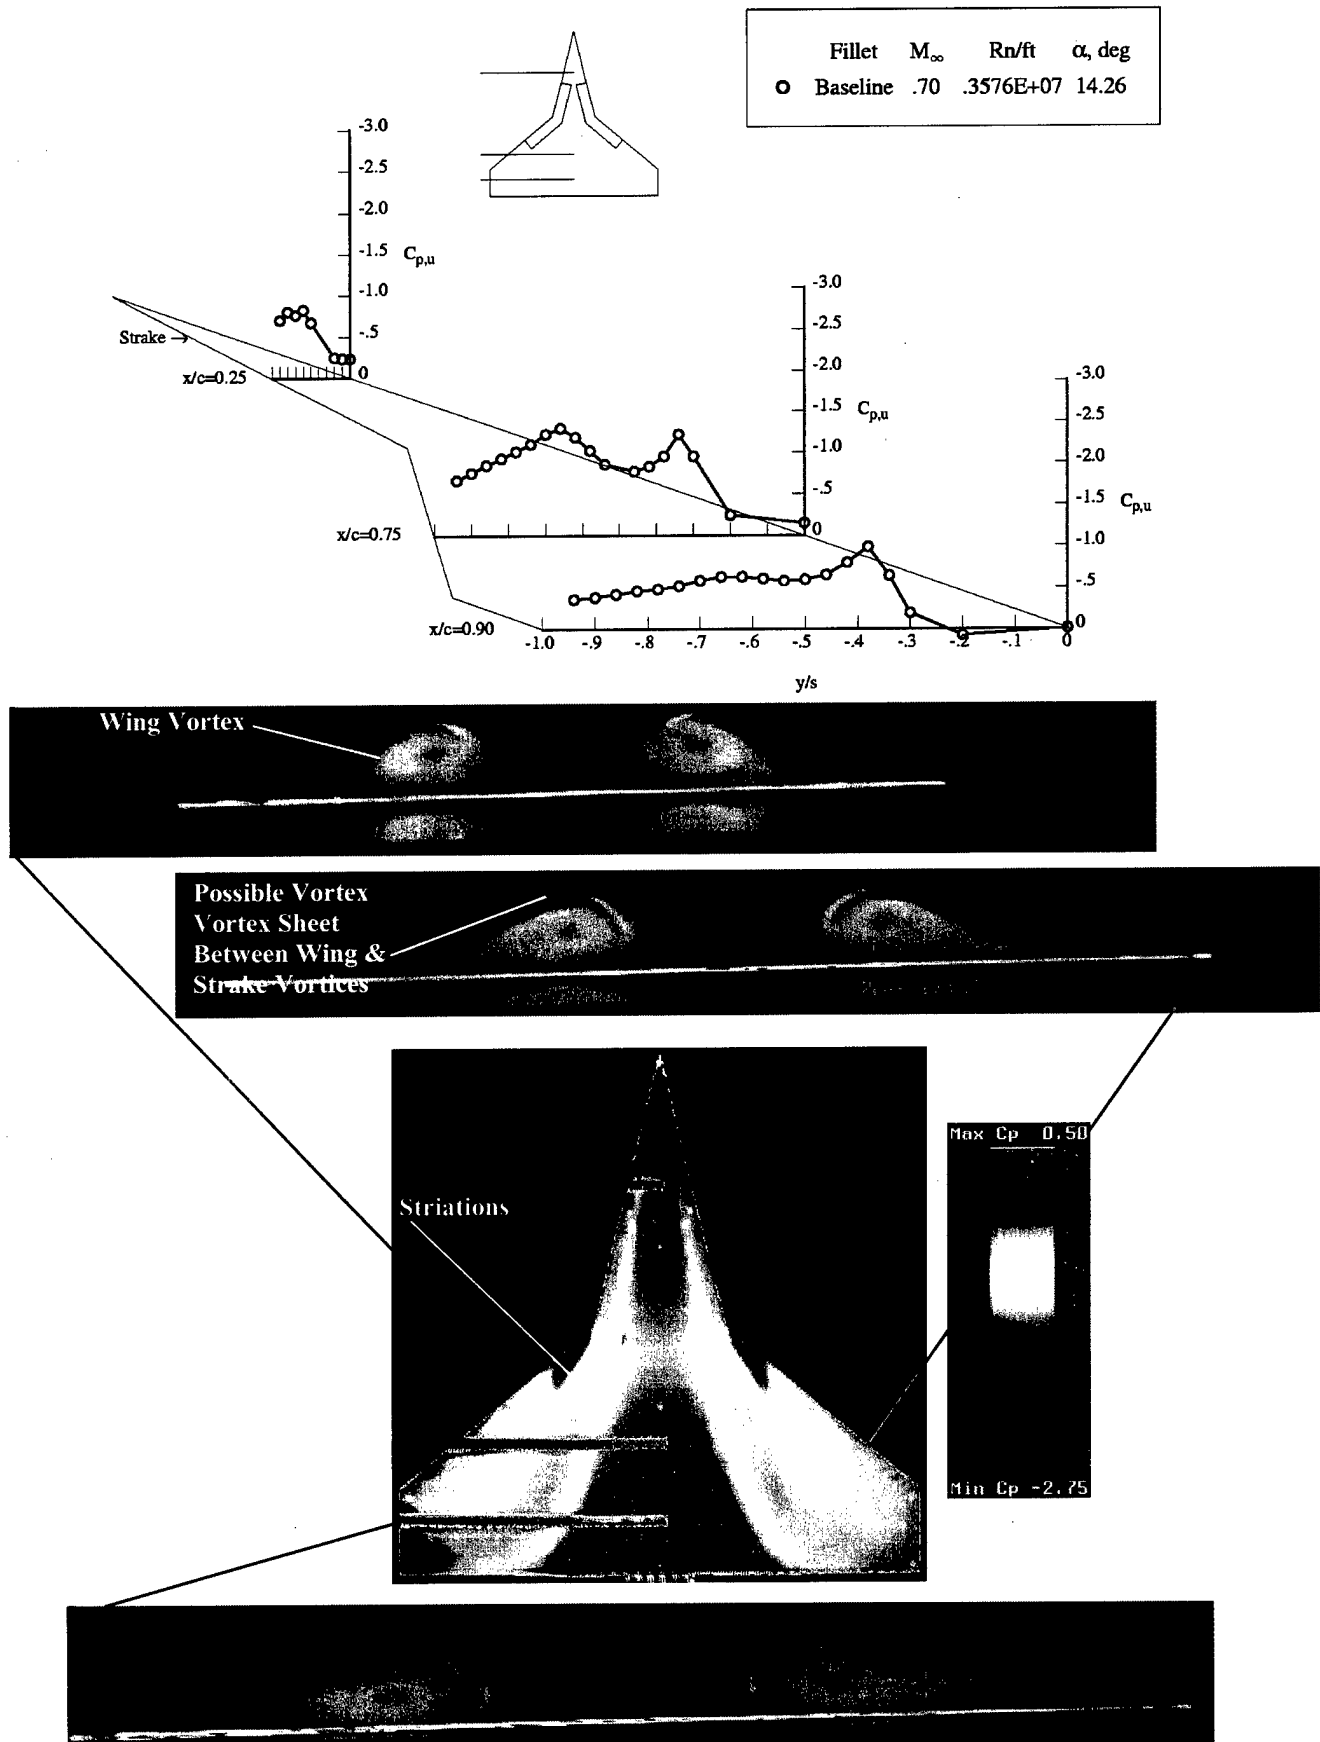 Fillet M∞ Rn/ft α, deg
Baseline .70 .3576E+07 14.26
-3.0
-2.5
-2.0
-1.5
Cp,u
-1.0
-.5
0
Strake →
x/c=0.25
-3.0
-2.5
-2.0
-1.5
Cp,u
-1.0
-.5
0
x/c=0.75
-3.0
-2.5
-2.0
-1.5
Cp,u
-1.0
-.5
0
x/c=0.90
-1.0 -.9 -.8 -.7 -.6 -.5 -.4 -.3 -.2 -.1 0
y/s
Wing Vortex
Possible Vortex
Vortex Sheet
Between Wing &
Strake Vortices
Max Cp 0.50
Striations
Min Cp -2.75